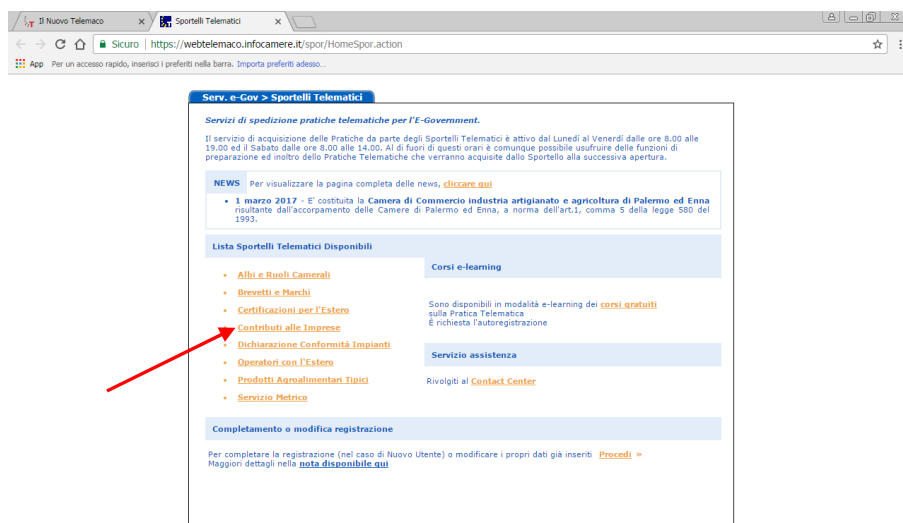 Il Nuovo Telemaco
Sportelli Telematici
Sicuro | https://webtelemaco.infocamere.it/spor/HomeSpor.action
App Per un accesso rapido, inserisci i preferiti nella barra. Importa preferiti adesso...
Serv. e-Gov > Sportelli Telematici
Servizi di spedizione pratiche telematiche per l'E-Government.
Il servizio di acquisizione delle Pratiche da parte degli Sportelli Telematici è attivo dal Lunedí al Venerdí dalle ore 8.00 alle
19.00 ed il Sabato dalle ore 8.00 alle 14.00. Al di fuori di questi orari è comunque possibile usufruire delle funzioni di
preparazione ed inoltro dello Pratiche Telematiche che verranno acquisite dallo Sportello alla successiva apertura.
NEWS Per visualizzare la pagina completa delle news, cliccare qui
• 1 marzo 2017 - E' costituita la Camera di Commercio industria artigianato e agricoltura di Palermo ed Enna
risultante dall'accorpamento delle Camere di Palermo ed Enna, a norma dell'art.1, comma 5 della legge 580 del
1993.
Lista Sportelli Telematici Disponibili
• Albi e Ruoli Camerali
• Brevetti e Marchi
• Certificazioni per l'Estero
• Contributi alle Imprese
• Dichiarazione Conformità Impianti
• Operatori con l'Estero
• Prodotti Agroalimentari Tipici
• Servizio Metrico
Corsi e-learning
Sono disponibili in modalità e-learning dei corsi gratuiti
sulla Pratica Telematica
É richiesta l'autoregistrazione
Servizio assistenza
Rivolgiti al Contact Center
Completamento o modifica registrazione
Per completare la registrazione (nel caso di Nuovo Utente) o modificare i propri dati già inseriti Procedi »
Maggiori dettagli nella nota disponibile qui